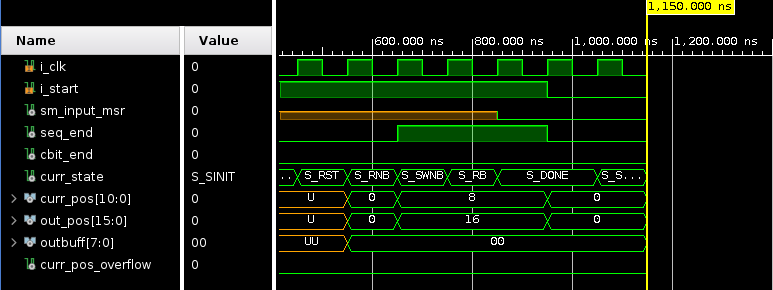 1,150.000 ns
Name Value 600.000 ns 800.000 ns 1,000.000 ns 1,200.000 ns
i_clk 0
i_start 0
sm_input_msr 0
seq_end 0
cbit_end 0
curr_state S_SINIT ... S_RST S_RNB S_SWNB S_RB S_DONE S_S...
curr_pos[10:0] 0 U 0 8 0
out_pos[15:0] 0 U 0 16 0
outbuff[7:0] 00 UU 00
curr_pos_overflow 0